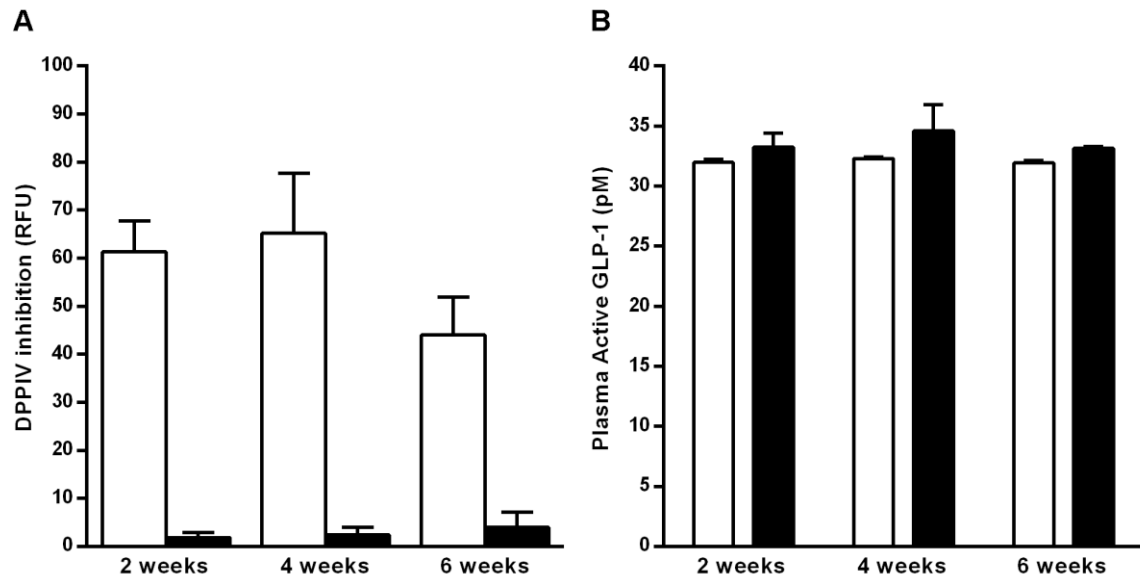 A
DPPIV inhibition (RFU)
100
90
80
70
60
50
40
30
20
10
0
2 weeks
4 weeks
6 weeks
B
Plasma Active GLP-1 (pM)
40
35
30
25
20
15
10
5
0
2 weeks
4 weeks
6 weeks